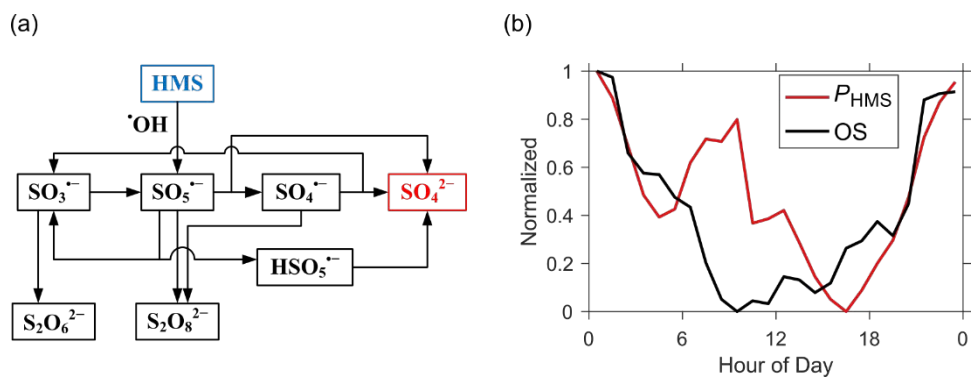 (a)
HMS
•OH
SO₃•⁻ SO₅•⁻ SO₄•⁻ SO₄²⁻
HSO₅•⁻
S₂O₆²⁻ S₂O₈²⁻
(b)
1
0.8
0.6
0.4
0.2
0
Normalized
P_HMS
OS
0 6 12 18 0
Hour of Day